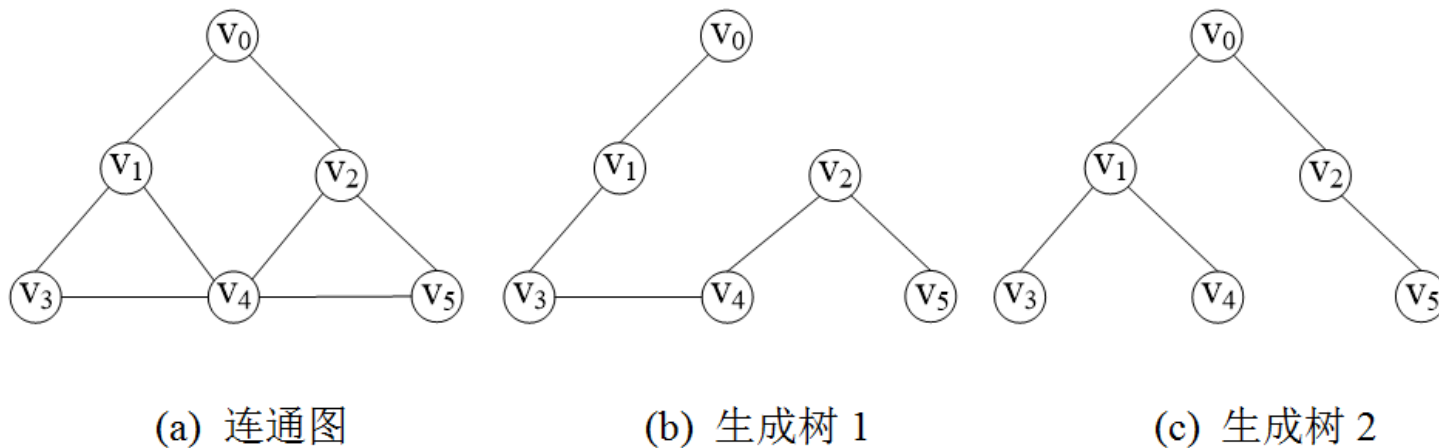 v₀ v₀ v₀
v₁ v₂ v₁ v₂ v₁ v₂
v₃ v₄ v₅ v₃ v₄ v₅ v₃ v₄ v₅
(a) 连通图 (b) 生成树 1 (c) 生成树 2